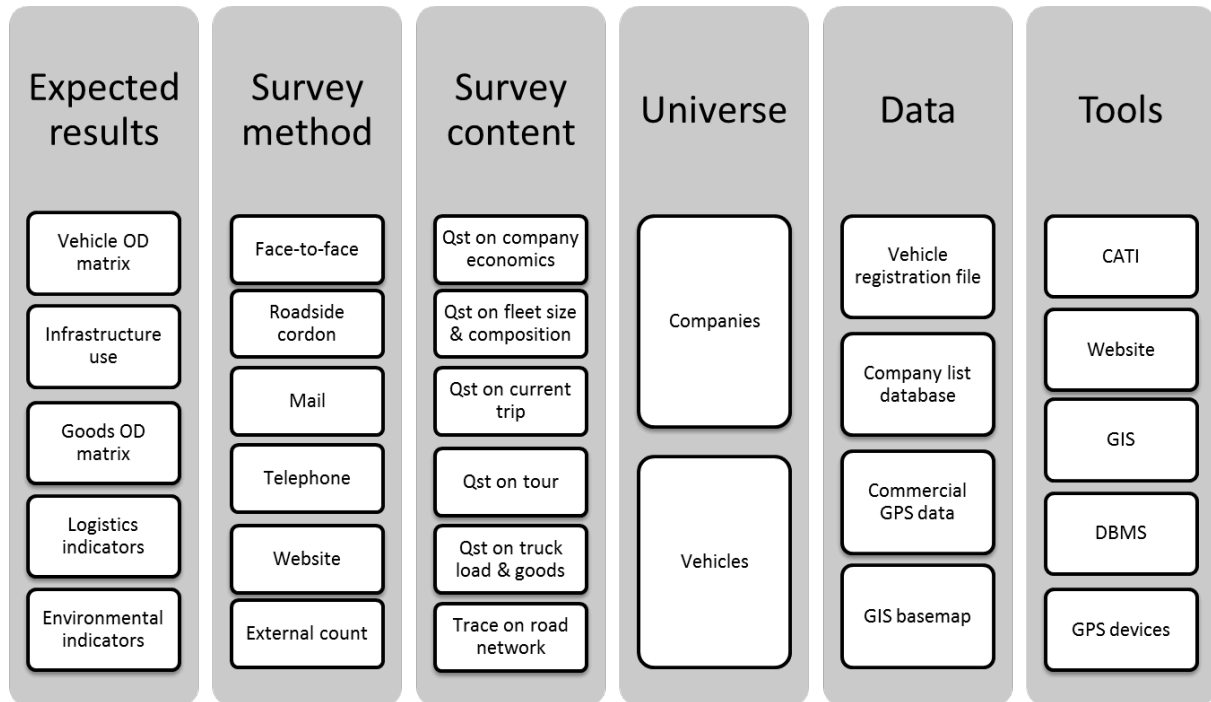 Expected
results
Vehicle OD
matrix
Infrastructure
use
Goods OD
matrix
Logistics
indicators
Environmental
indicators
Survey
method
Face-to-face
Roadside
cordon
Mail
Telephone
Website
External count
Survey
content
Qst on company
economics
Qst on fleet size
& composition
Qst on current
trip
Qst on tour
Qst on truck
load & goods
Trace on road
network
Universe
Companies
Vehicles
Data
Vehicle
registration file
Company list
database
Commercial
GPS data
GIS basemap
Tools
CATI
Website
GIS
DBMS
GPS devices